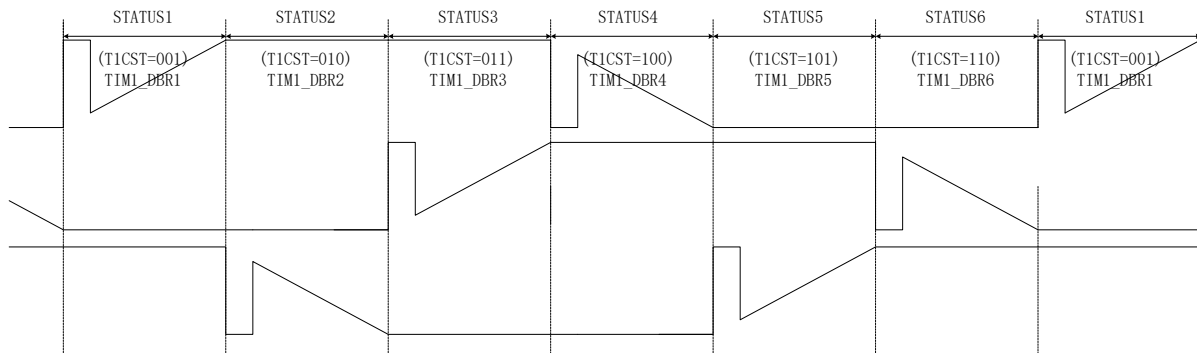 STATUS1 STATUS2 STATUS3 STATUS4 STATUS5 STATUS6 STATUS1
(T1CST=001) (T1CST=010) (T1CST=011) (T1CST=100) (T1CST=101) (T1CST=110) (T1CST=001)
TIM1_DBR1 TIM1_DBR2 TIM1_DBR3 TIM1_DBR4 TIM1_DBR5 TIM1_DBR6 TIM1_DBR1